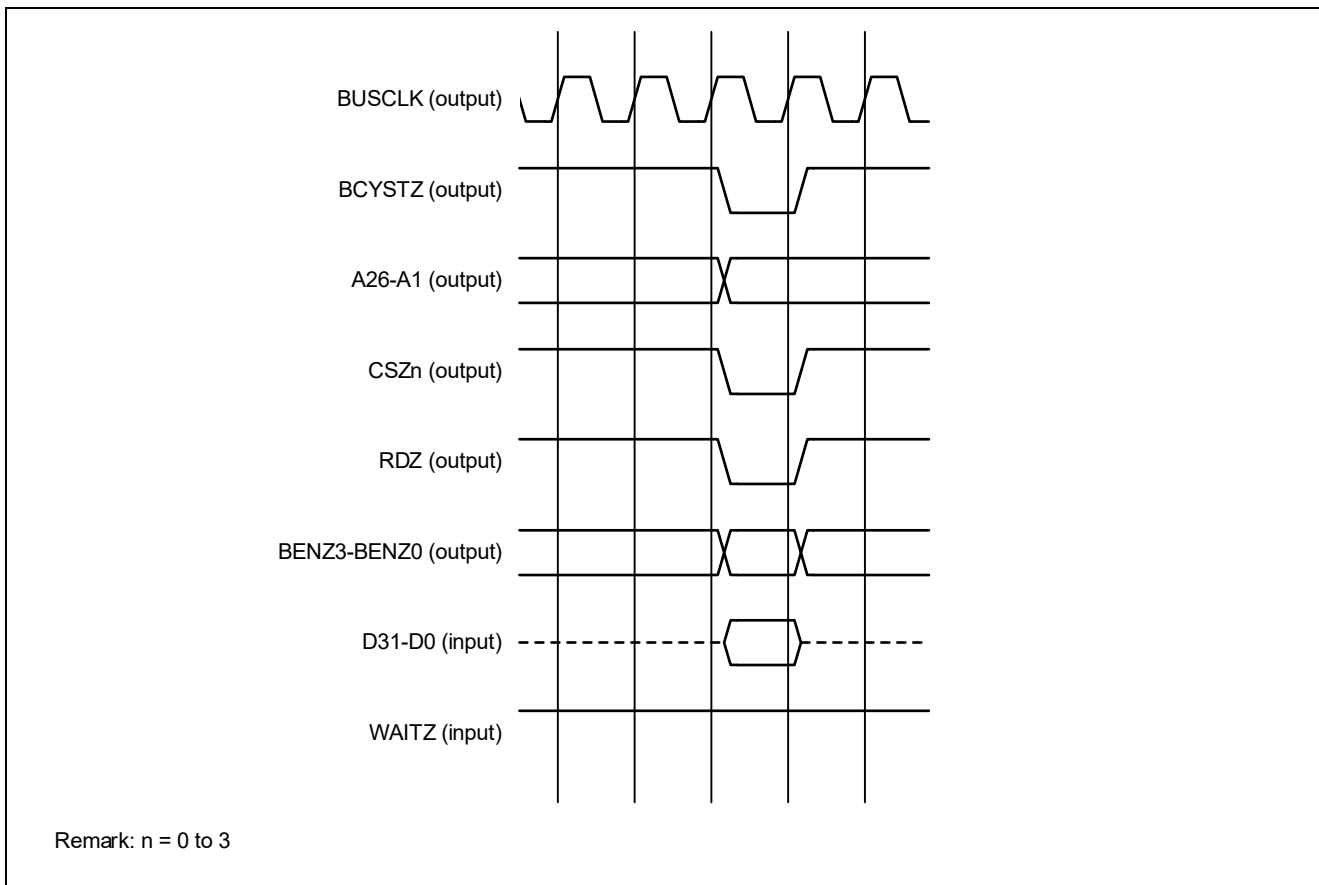 BUSCLK (output)
BCYSTZ (output)
A26-A1 (output)
CSZn (output)
RDZ (output)
BENZ3-BENZ0 (output)
D31-D0 (input)
WAITZ (input)
Remark: n = 0 to 3